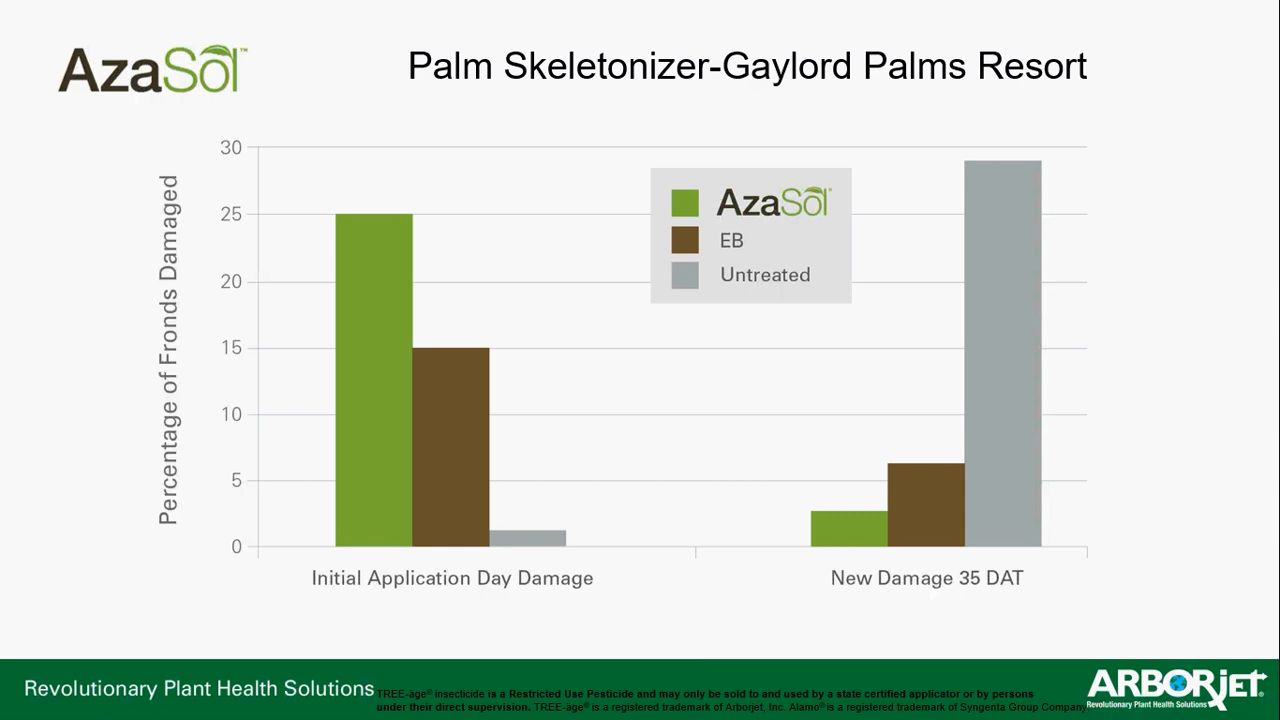 AzaSol™
Palm Skeletonizer-Gaylord Palms Resort
Percentage of Fronds Damaged
30
25
20
15
10
5
0
AzaSol®
EB
Untreated
Initial Application Day Damage
New Damage 35 DAT
Revolutionary Plant Health Solutions
TREE-äge® insecticide is a Restricted Use Pesticide and may only be sold to and used by a state certified applicator or by persons
under their direct supervision. TREE-äge® is a registered trademark of Arborjet, Inc. Alamo® is a registered trademark of Syngenta Group Company
ARBORjet®
Revolutionary Plant Health Solutions